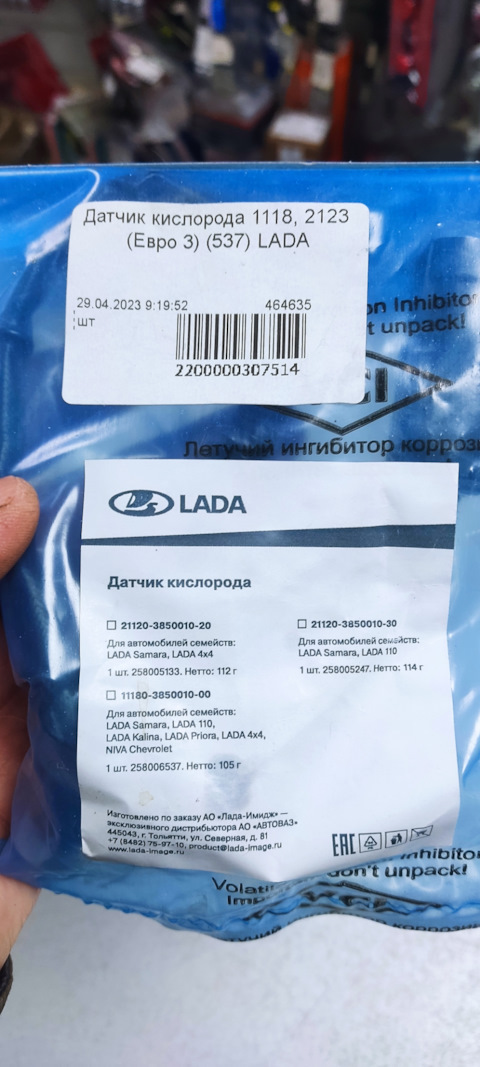 Датчик кислорода 1118, 2123
(Евро 3) (537) LADA
29.04.2023 9:19:52 464635
шт
2200000307514
on Inhibito
't unpack!
CI
Летучий ингибитор корроз
LADA
Датчик кислорода
21120-3850010-20
Для автомобилей семейств:
LADA Samara, LADA 4x4
1 шт. 258005133. Нетто: 112 г
21120-3850010-30
Для автомобилей семейств:
LADA Samara, LADA 110
1 шт. 258005247. Нетто: 114 г
11180-3850010-00
Для автомобилей семейств:
LADA Samara, LADA 110,
LADA Kalina, LADA Priora, LADA 4x4,
NIVA Chevrolet
1 шт. 258006537. Нетто: 105 г
Изготовлено по заказу АО «Лада-Имидж» —
эксклюзивного дистрибьютора АО «АВТОВАЗ»
445043, г. Тольятти, ул. Северная, д. 81
+7 (8482) 75-97-10, product@lada-image.ru
www.lada-image.ru
EAC
nhibito
Volati
don't unpack!
Imp